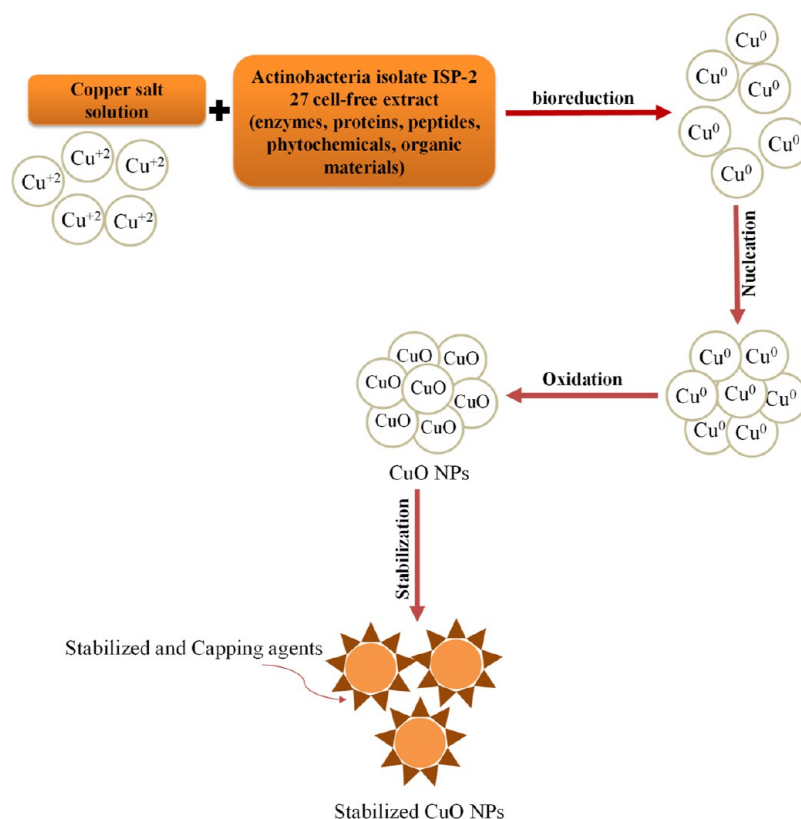 Copper salt
solution
Actinobacteria isolate ISP-2
27 cell-free extract
(enzymes, proteins, peptides,
phytochemicals, organic
materials)
bioreduction
Cu⁰
Cu⁰
Cu⁰
Cu⁰
Cu⁰
Cu⁰
Cu⁺²
Cu⁺²
Cu⁺²
Cu⁺²
Cu⁺²
Nucleation
Cu⁰
Cu⁰
Cu⁰
Cu⁰
Cu⁰
Cu⁰
Cu⁰
Oxidation
CuO
CuO
CuO
CuO
CuO
CuO
CuO
CuO NPs
Stabilization
Stabilized and Capping agents
Stabilized CuO NPs